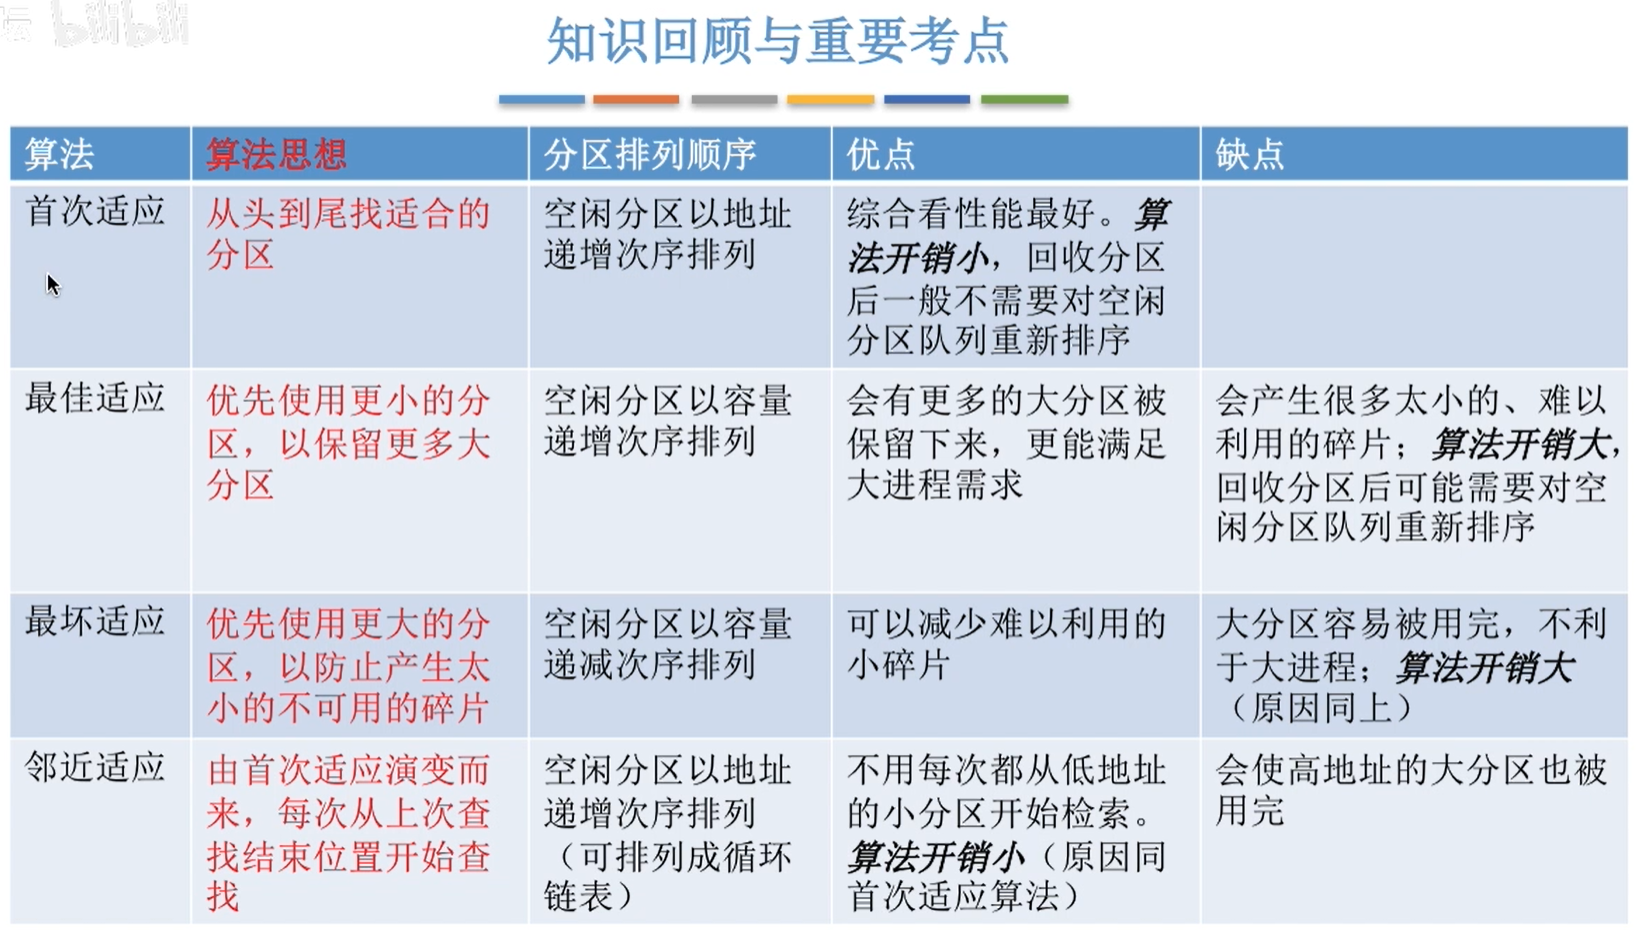 坛 bilibili
知识回顾与重要考点
算法
算法思想
分区排列顺序
优点
缺点
首次适应
从头到尾找适合的
分区
空闲分区以地址
递增次序排列
综合看性能最好。算
法开销小，回收分区
后一般不需要对空闲
分区队列重新排序
最佳适应
优先使用更小的分
区，以保留更多大
分区
空闲分区以容量
递增次序排列
会有更多的大分区被
保留下来，更能满足
大进程需求
会产生很多太小的、难以
利用的碎片；算法开销大，
回收分区后可能需要对空
闲分区队列重新排序
最坏适应
优先使用更大的分
区，以防止产生太
小的不可用的碎片
空闲分区以容量
递减次序排列
可以减少难以利用的
小碎片
大分区容易被用完，不利
于大进程；算法开销大
（原因同上）
邻近适应
由首次适应演变而
来，每次从上次查
找结束位置开始查
找
空闲分区以地址
递增次序排列
（可排列成循环
链表）
不用每次都从低地址
的小分区开始检索。
算法开销小（原因同
首次适应算法）
会使高地址的大分区也被
用完